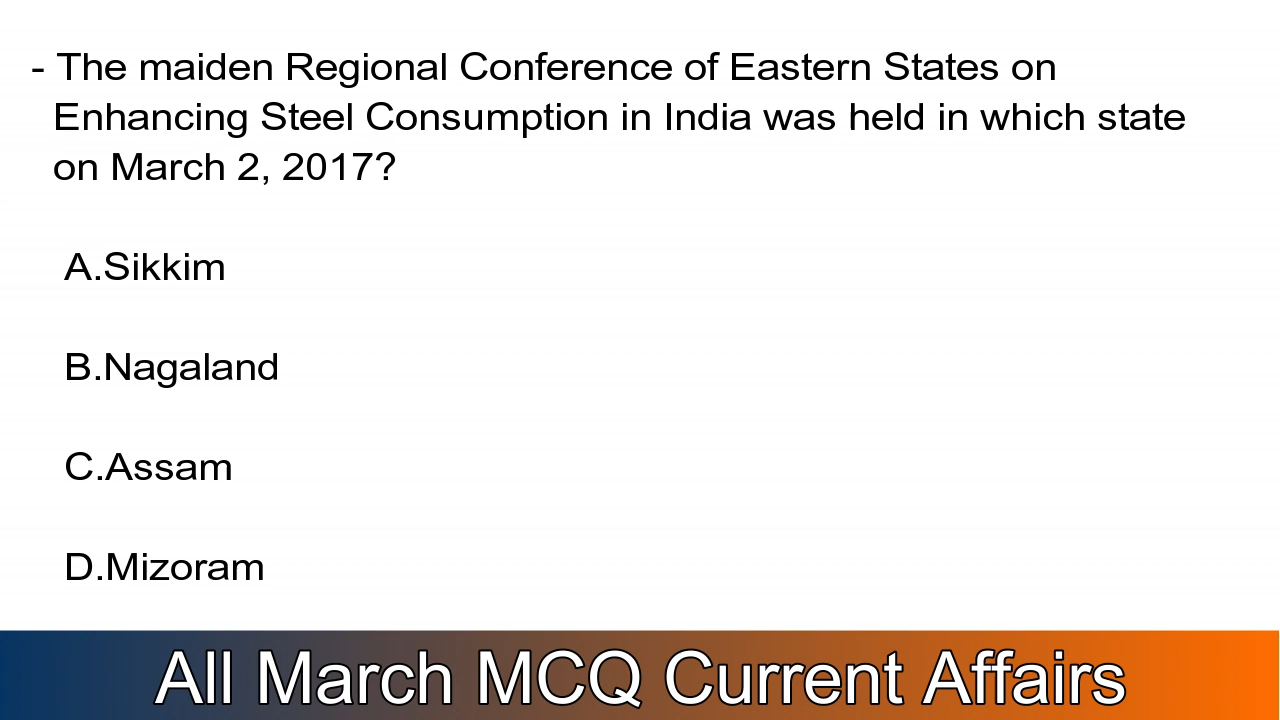 - The maiden Regional Conference of Eastern States on
Enhancing Steel Consumption in India was held in which state
on March 2, 2017?
A.Sikkim
B.Nagaland
C.Assam
D.Mizoram
All March MCQ Current Affairs